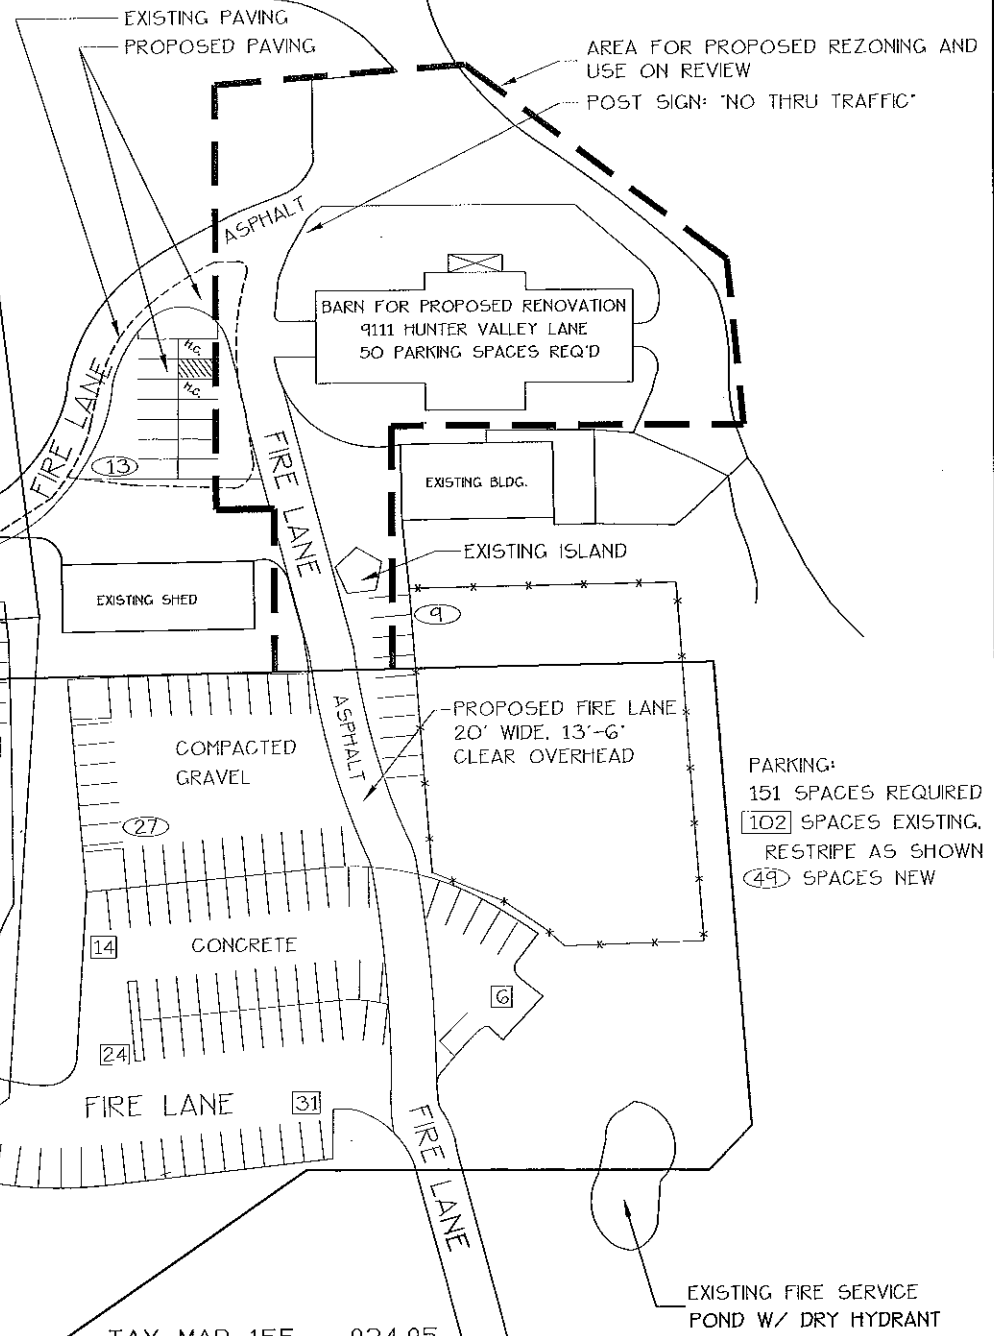 EXISTING PAVING
PROPOSED PAVING
AREA FOR PROPOSED REZONING AND
USE ON REVIEW
POST SIGN: "NO THRU TRAFFIC"
ASPHALT
BARN FOR PROPOSED RENOVATION
9111 HUNTER VALLEY LANE
50 PARKING SPACES REQ'D
H.C.
H.C.
FIRE LANE
13
FIRE LANE
EXISTING BLDG.
EXISTING ISLAND
EXISTING SHED
9
ASPHALT
PROPOSED FIRE LANE
20' WIDE, 13'-6"
CLEAR OVERHEAD
COMPACTED
GRAVEL
27
PARKING:
151 SPACES REQUIRED
102 SPACES EXISTING,
RESTRIPE AS SHOWN
49 SPACES NEW
14
CONCRETE
6
24
FIRE LANE
31
FIRE LANE
EXISTING FIRE SERVICE
POND W/ DRY HYDRANT
TAX MAP 155